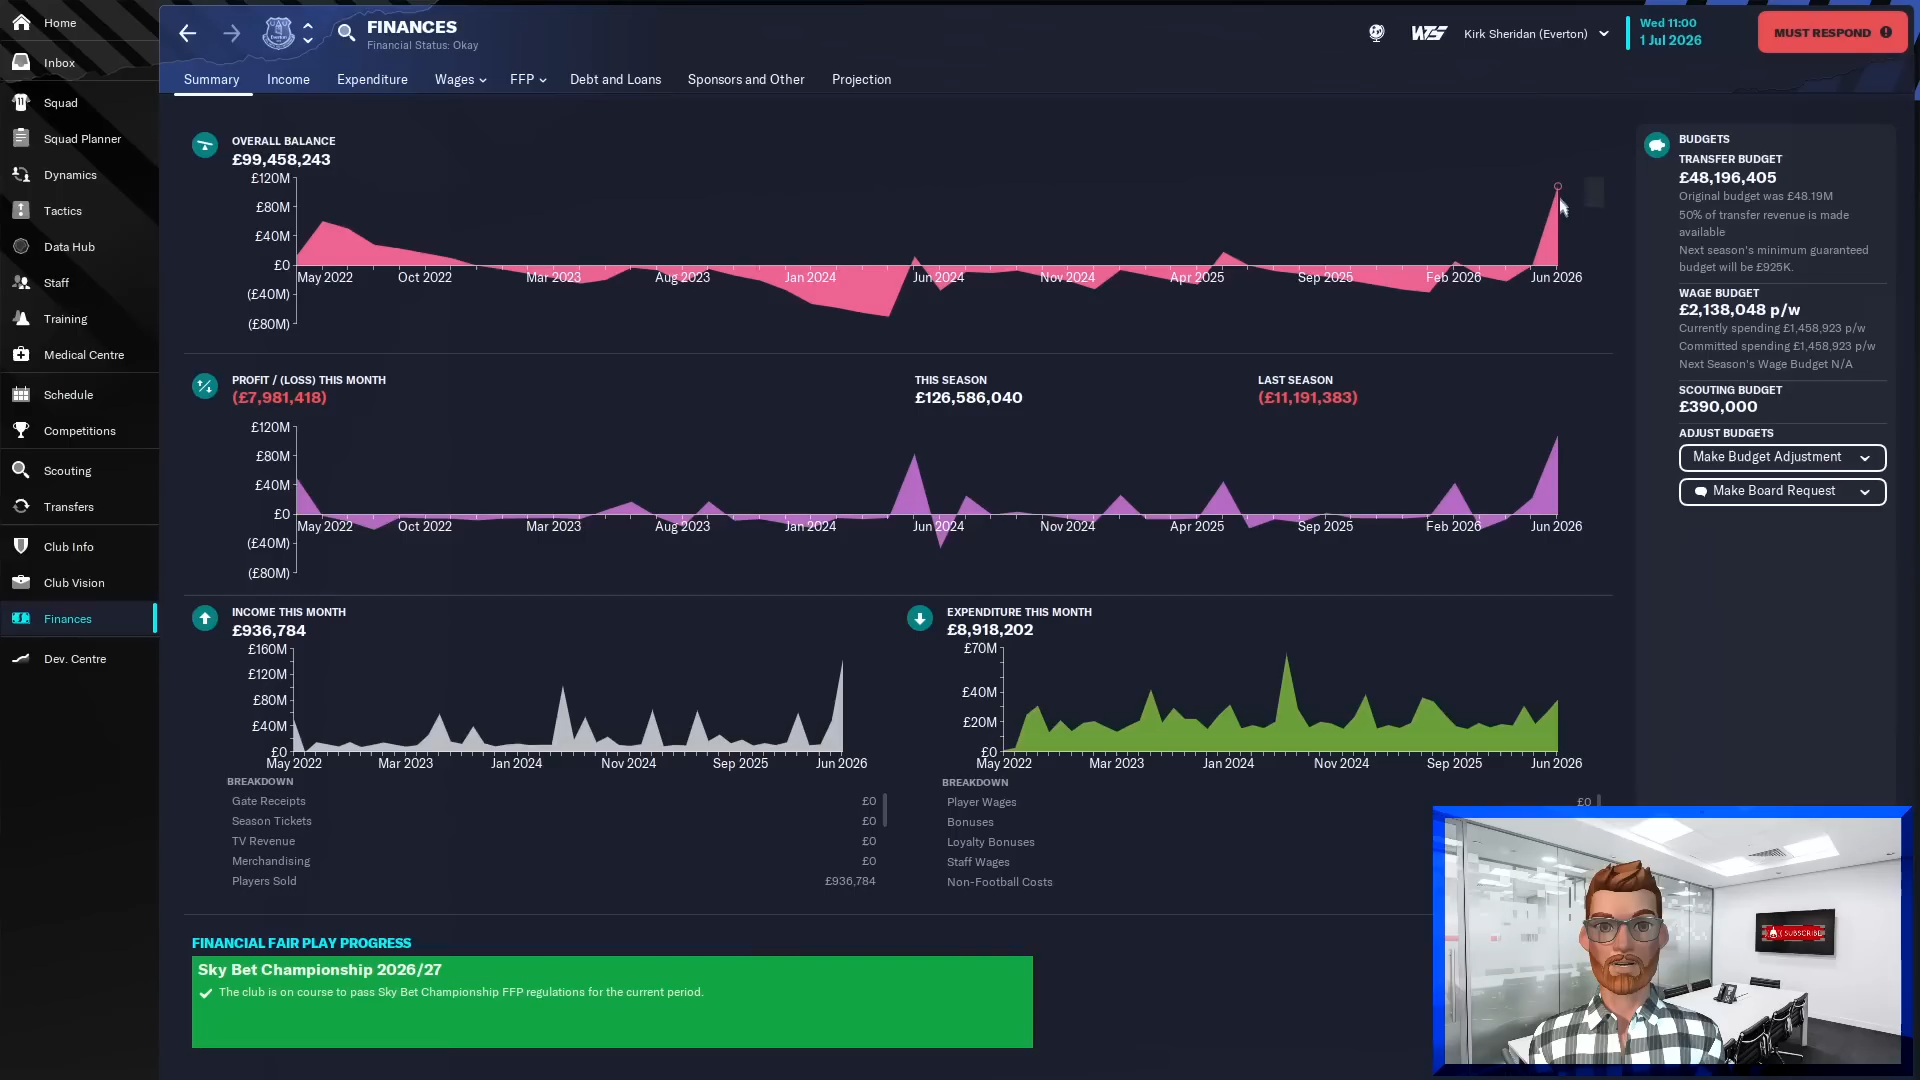 Home
Inbox
Squad
Squad Planner
Dynamics
Tactics
Data Hub
Staff
Training
Medical Centre
Schedule
Competitions
Scouting
Transfers
Club Info
Club Vision
Finances
Dev. Centre
FINANCES
Financial Status: Okay
Kirk Sheridan (Everton)
Wed 11:00
1 Jul 2026
MUST RESPOND
Summary Income Expenditure Wages FFP Debt and Loans Sponsors and Other Projection
OVERALL BALANCE
£99,458,243
£120M
£80M
£40M
£0
(£40M)
(£80M)
May 2022 Oct 2022 Mar 2023 Aug 2023 Jan 2024 Jun 2024 Nov 2024 Apr 2025 Sep 2025 Feb 2026 Jun 2026
PROFIT / (LOSS) THIS MONTH
(£7,981,418)
THIS SEASON
£126,586,040
LAST SEASON
(£11,191,383)
£120M
£80M
£40M
£0
(£40M)
(£80M)
May 2022 Oct 2022 Mar 2023 Aug 2023 Jan 2024 Jun 2024 Nov 2024 Apr 2025 Sep 2025 Feb 2026 Jun 2026
INCOME THIS MONTH
£936,784
£160M
£120M
£80M
£40M
£0
May 2022 Mar 2023 Jan 2024 Nov 2024 Sep 2025 Jun 2026
BREAKDOWN
Gate Receipts £0
Season Tickets £0
TV Revenue £0
Merchandising £0
Players Sold £936,784
EXPENDITURE THIS MONTH
£8,918,202
£70M
£40M
£20M
£0
May 2022 Mar 2023 Jan 2024 Nov 2024 Sep 2025 Jun 2026
BREAKDOWN
Player Wages £0
Bonuses
Loyalty Bonuses
Staff Wages
Non-Football Costs
FINANCIAL FAIR PLAY PROGRESS
Sky Bet Championship 2026/27
The club is on course to pass Sky Bet Championship FFP regulations for the current period.
BUDGETS
TRANSFER BUDGET
£48,196,405
Original budget was £48.19M
50% of transfer revenue is made
available
Next season's minimum guaranteed
budget will be £925K.
WAGE BUDGET
£2,138,048 p/w
Currently spending £1,458,923 p/w
Committed spending £1,458,923 p/w
Next Season's Wage Budget N/A
SCOUTING BUDGET
£390,000
ADJUST BUDGETS
Make Budget Adjustment
Make Board Request
SUBSCRIBE